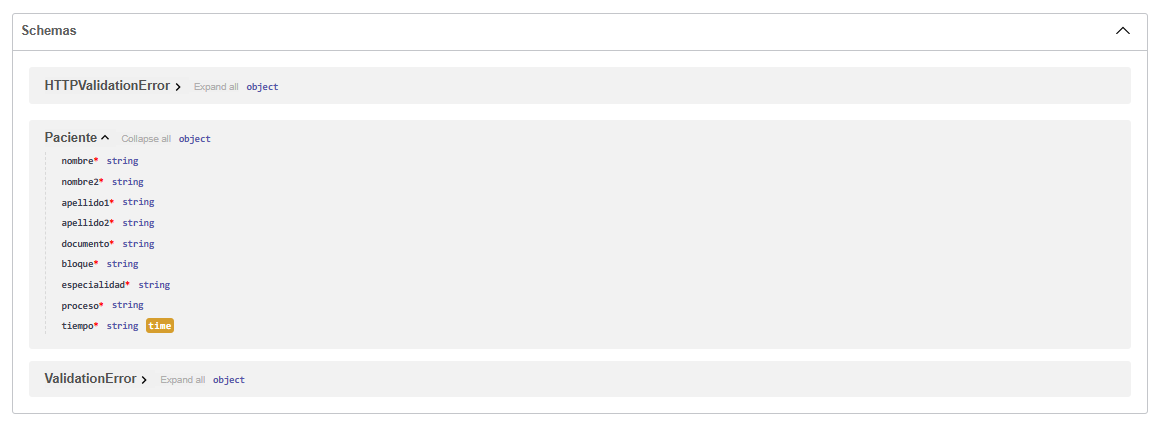 Schemas
HTTPValidationError Expand all object
Paciente Collapse all object
nombre* string
nombre2* string
apellido1* string
apellido2* string
documento* string
bloque* string
especialidad* string
proceso* string
tiempo* string time
ValidationError Expand all object